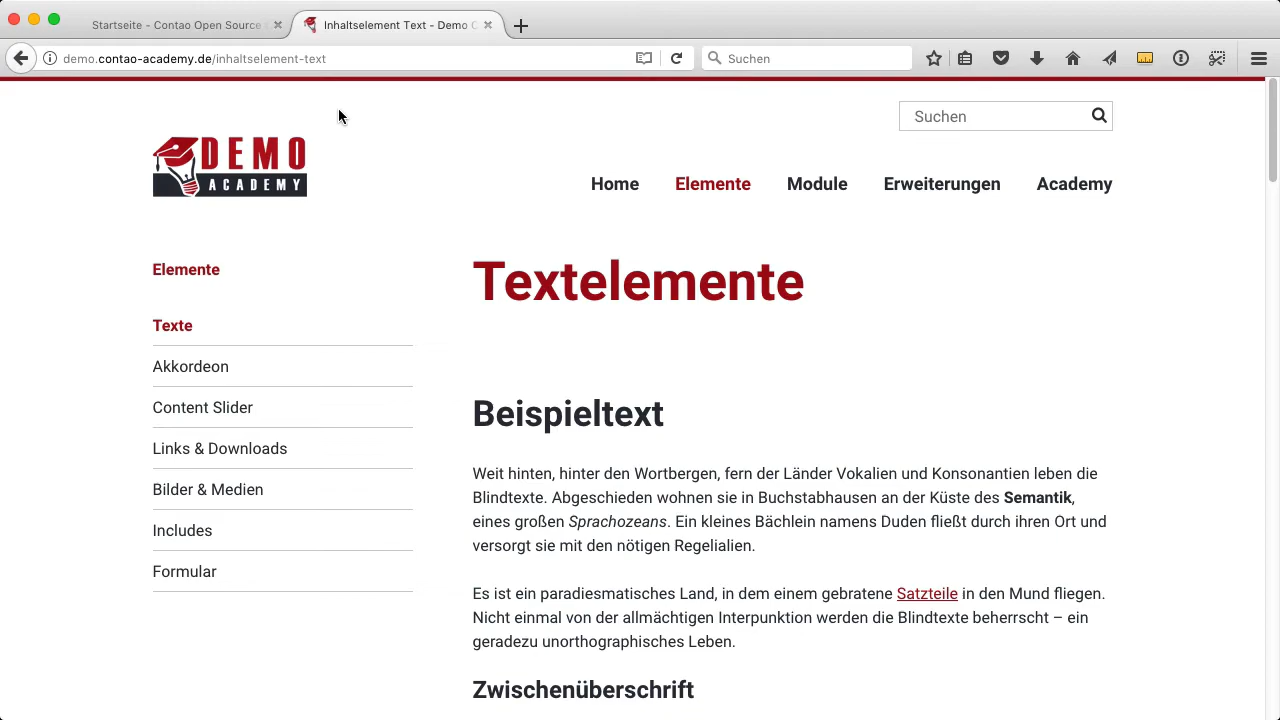 Startseite - Contao Open Source
Inhaltselement Text - Demo C
demo.contao-academy.de/inhaltselement-text
Suchen
Suchen
DEMO
ACADEMY
Home
Elemente
Module
Erweiterungen
Academy
Elemente
Texte
Akkordeon
Content Slider
Links & Downloads
Bilder & Medien
Includes
Formular
Textelemente
Beispieltext
Weit hinten, hinter den Wortbergen, fern der Länder Vokalien und Konsonantien leben die
Blindtexte. Abgeschieden wohnen sie in Buchstabhausen an der Küste des Semantik,
eines großen Sprachozeans. Ein kleines Bächlein namens Duden fließt durch ihren Ort und
versorgt sie mit den nötigen Regelialien.
Es ist ein paradiesmatisches Land, in dem einem gebratene Satzteile in den Mund fliegen.
Nicht einmal von der allmächtigen Interpunktion werden die Blindtexte beherrscht – ein
geradezu unorthographisches Leben.
Zwischenüberschrift